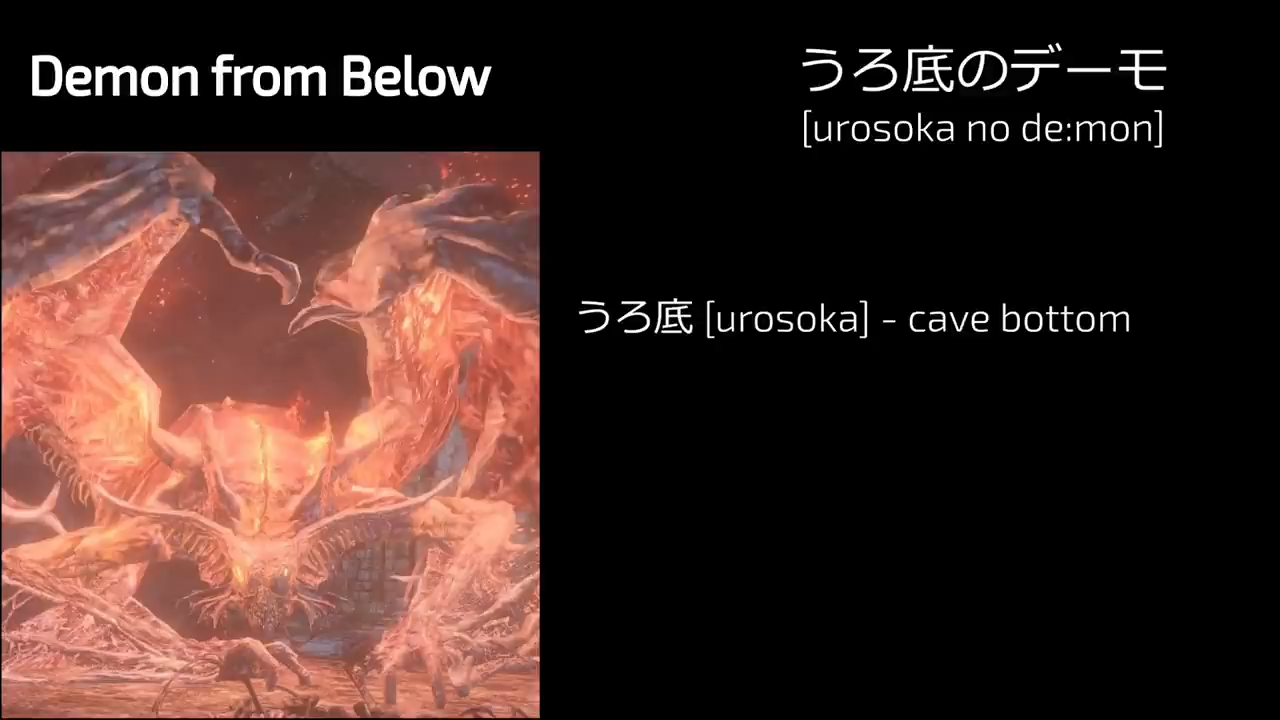 Demon from Below
うろ底のデーモ
[urosoka no de:mon]
うろ底 [urosoka] - cave bottom